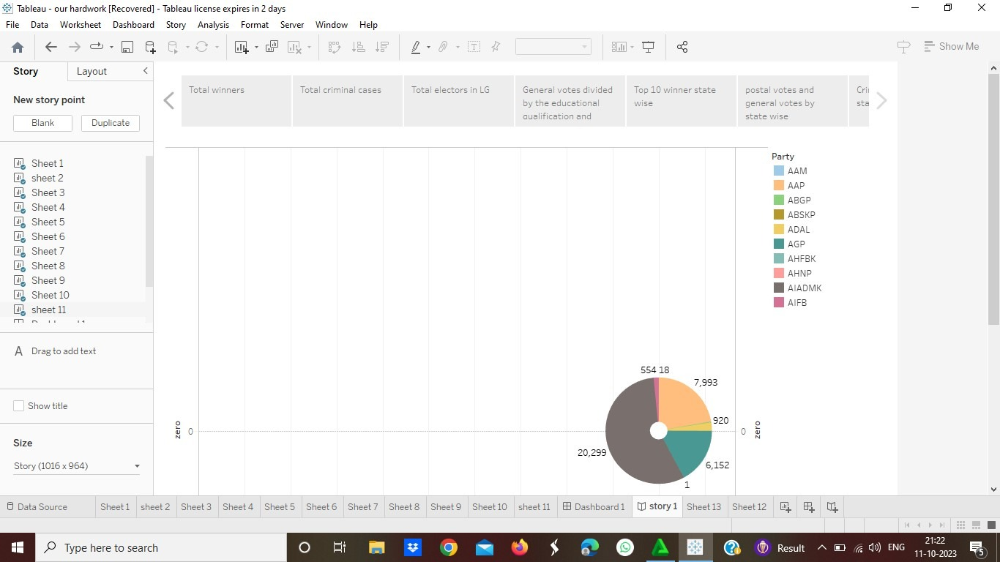 Tableau - our hardwork [Recovered] - Tableau license expires in 2 days
File Data Worksheet Dashboard Story Analysis Format Server Window Help
Show Me
Story Layout
New story point
Blank Duplicate
Sheet 1
sheet 2
Sheet 3
Sheet 4
Sheet 5
Sheet 6
Sheet 7
Sheet 8
Sheet 9
Sheet 10
sheet 11
A Drag to add text
Show title
Size
Story (1016 x 964)
Total winners
Total criminal cases
Total electors in LG
General votes divided
by the educational
qualification and
Top 10 winner state
wise
postal votes and
general votes by
state wise
Party
AAM
AAP
ABGP
ABSKP
ADAL
AGP
AHFBK
AHNP
AIADMK
AIFB
554 18
7,993
920
zero 0
0 zero
20,299
6,152
1
Data Source Sheet 1 sheet 2 Sheet 3 Sheet 4 Sheet 5 Sheet 6 Sheet 7 Sheet 8 Sheet 9 Sheet 10 sheet 11 Dashboard 1 story 1 Sheet 13 Sheet 12
Type here to search
Result
ENG
21:22
11-10-2023
5